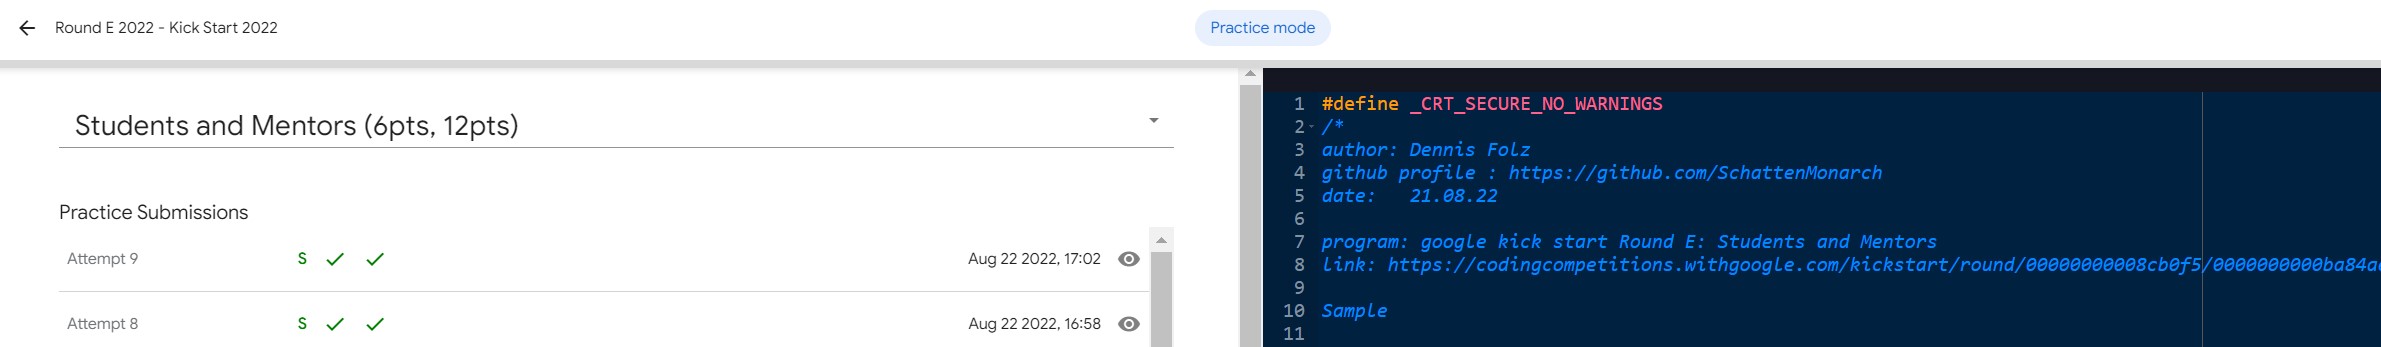 Round E 2022 - Kick Start 2022
Practice mode
Students and Mentors (6pts, 12pts)
Practice Submissions
Attempt 9 S Aug 22 2022, 17:02
Attempt 8 S Aug 22 2022, 16:58
1 #define _CRT_SECURE_NO_WARNINGS
2 /*
3 author: Dennis Folz
4 github profile : https://github.com/SchattenMonarch
5 date: 21.08.22
6
7 program: google kick start Round E: Students and Mentors
8 link: https://codingcompetitions.withgoogle.com/kickstart/round/00000000008cb0f5/0000000000ba84a
9
10 Sample
11